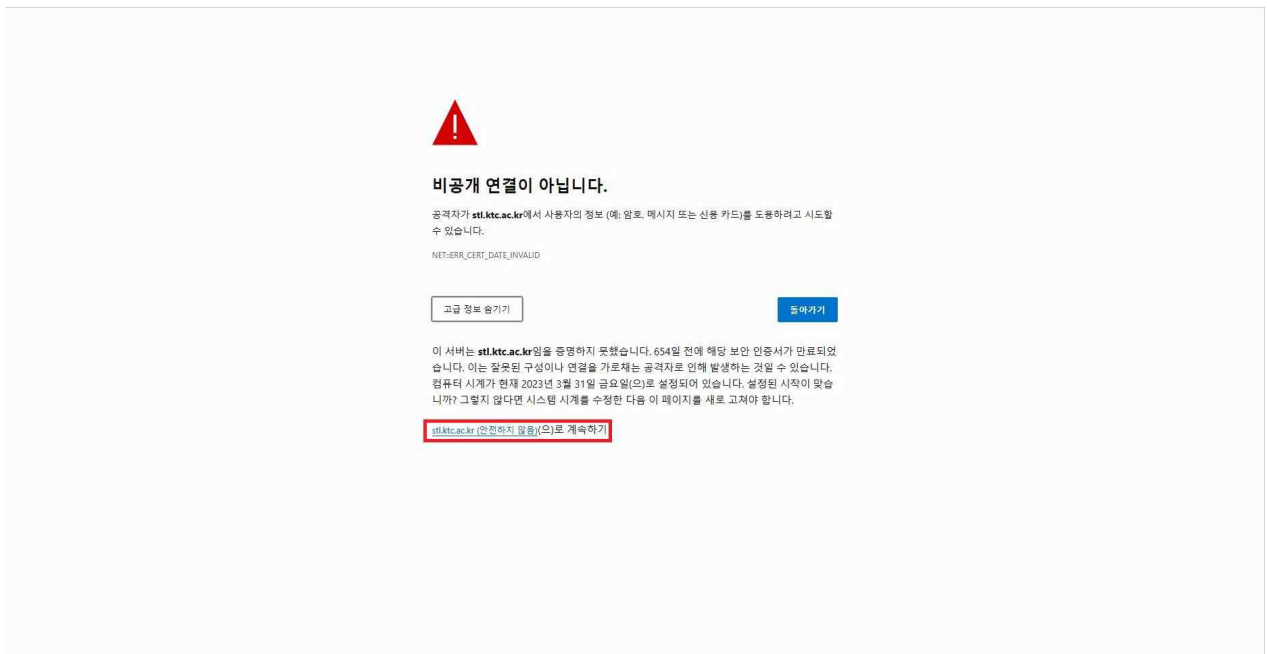 비공개 연결이 아닙니다.
공격자가 stl.ktc.ac.kr에서 사용자의 정보 (예: 암호, 메시지 또는 신용 카드)를 도용하려고 시도할
수 있습니다.
NET::ERR_CERT_DATE_INVALID
고급 정보 숨기기
돌아가기
이 서버는 stl.ktc.ac.kr임을 증명하지 못했습니다. 654일 전에 해당 보안 인증서가 만료되었
습니다. 이는 잘못된 구성이나 연결을 가로채는 공격자로 인해 발생하는 것일 수 있습니다.
컴퓨터 시계가 현재 2023년 3월 31일 금요일(으)로 설정되어 있습니다. 설정된 시작이 맞습
니까? 그렇지 않다면 시스템 시계를 수정한 다음 이 페이지를 새로 고쳐야 합니다.
stl.ktc.ac.kr (안전하지 않음)(으)로 계속하기